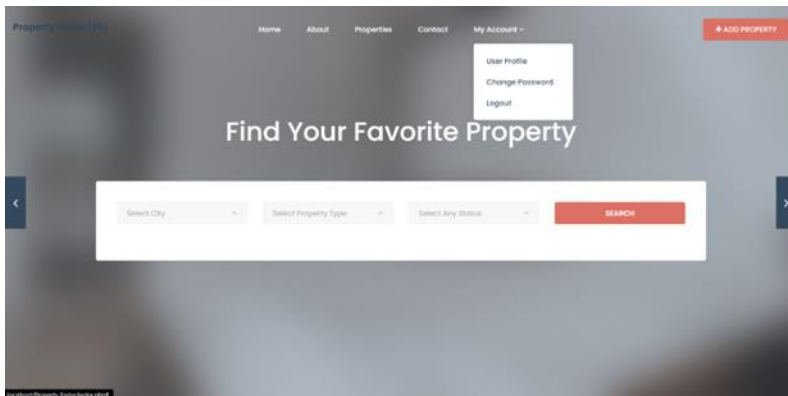 Property
Home About Properties Contact My Account
+ ADD PROPERTY
User Profile
Change Password
Logout
Find Your Favorite Property
Select City Select Property Type Select Any Status SEARCH